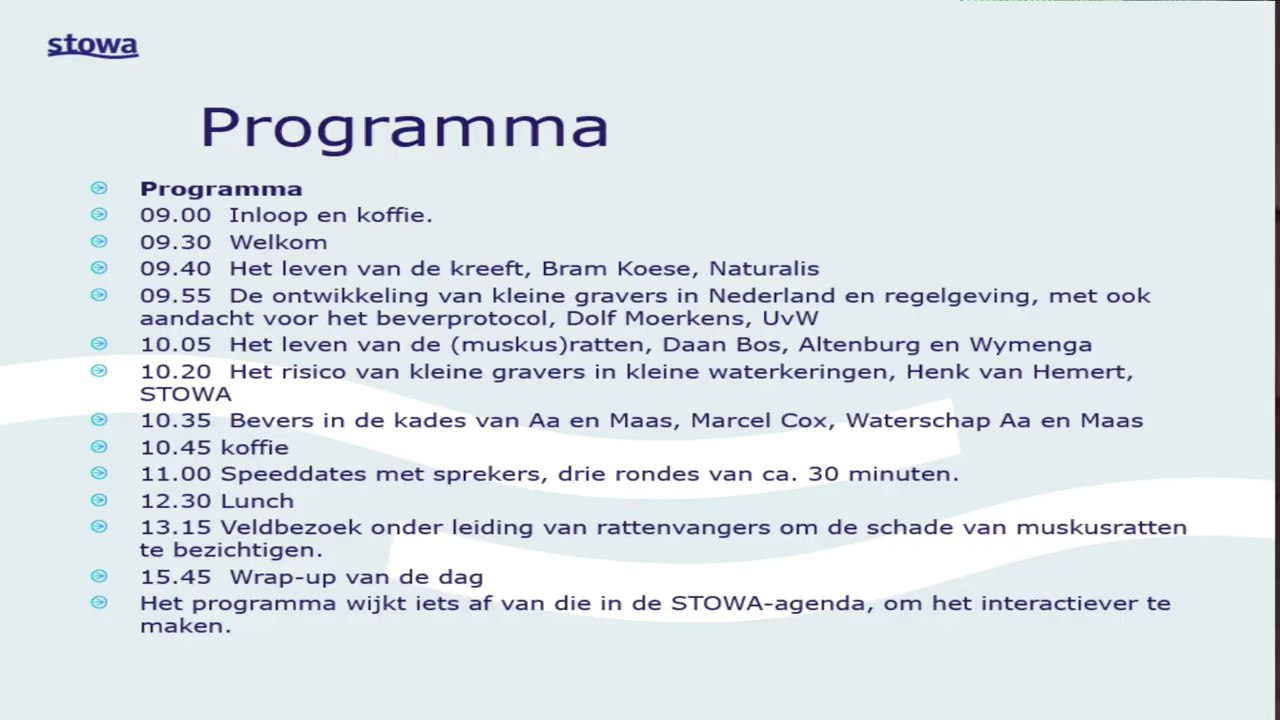 stowa
Programma
Programma
09.00 Inloop en koffie.
09.30 Welkom
09.40 Het leven van de kreeft, Bram Koese, Naturalis
09.55 De ontwikkeling van kleine gravers in Nederland en regelgeving, met ook
aandacht voor het beverprotocol, Dolf Moerkens, UvW
10.05 Het leven van de (muskus)ratten, Daan Bos, Altenburg en Wymenga
10.20 Het risico van kleine gravers in kleine waterkeringen, Henk van Hemert,
STOWA
10.35 Bevers in de kades van Aa en Maas, Marcel Cox, Waterschap Aa en Maas
10.45 koffie
11.00 Speeddates met sprekers, drie rondes van ca. 30 minuten.
12.30 Lunch
13.15 Veldbezoek onder leiding van rattenvangers om de schade van muskusratten
te bezichtigen.
15.45 Wrap-up van de dag
Het programma wijkt iets af van die in de STOWA-agenda, om het interactiever te
maken.